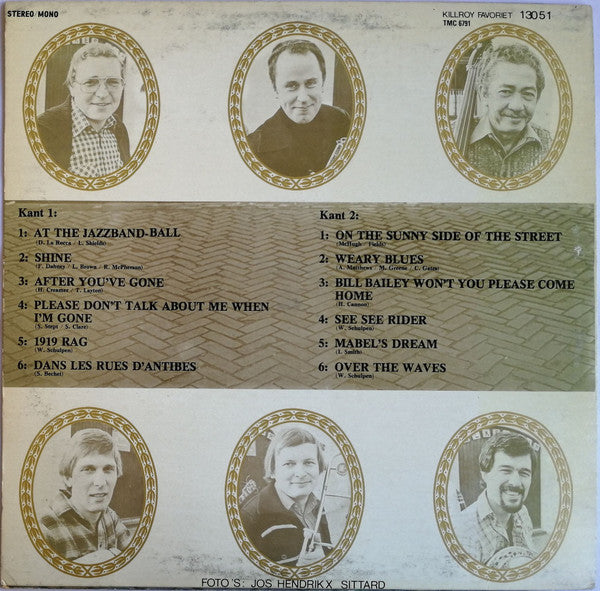 STEREO/MONO
KILLROY FAVORIET 13051
TMC 6791
Kant 1:
1: AT THE JAZZBAND-BALL
(D. La Rocca / L. Shields)
2: SHINE
(F. Dabney / L. Brown / R. McPherson)
3: AFTER YOU'VE GONE
(H. Creamer / T. Layton)
4: PLEASE DON'T TALK ABOUT ME WHEN
I'M GONE
(S. Stept / S. Clare)
5: 1919 RAG
(W. Schulpen)
6: DANS LES RUES D'ANTIBES
(S. Bechet)
Kant 2:
1: ON THE SUNNY SIDE OF THE STREET
(McHugh / Fields)
2: WEARY BLUES
(A. Matthews / M. Greene / C. Gates)
3: BILL BAILEY WON'T YOU PLEASE COME
HOME
(H. Cannon)
4: SEE SEE RIDER
(W. Schulpen)
5: MABEL'S DREAM
(I. Smith)
6: OVER THE WAVES
(W. Schulpen)
FOTO'S: JOS HENDRIKX SITTARD